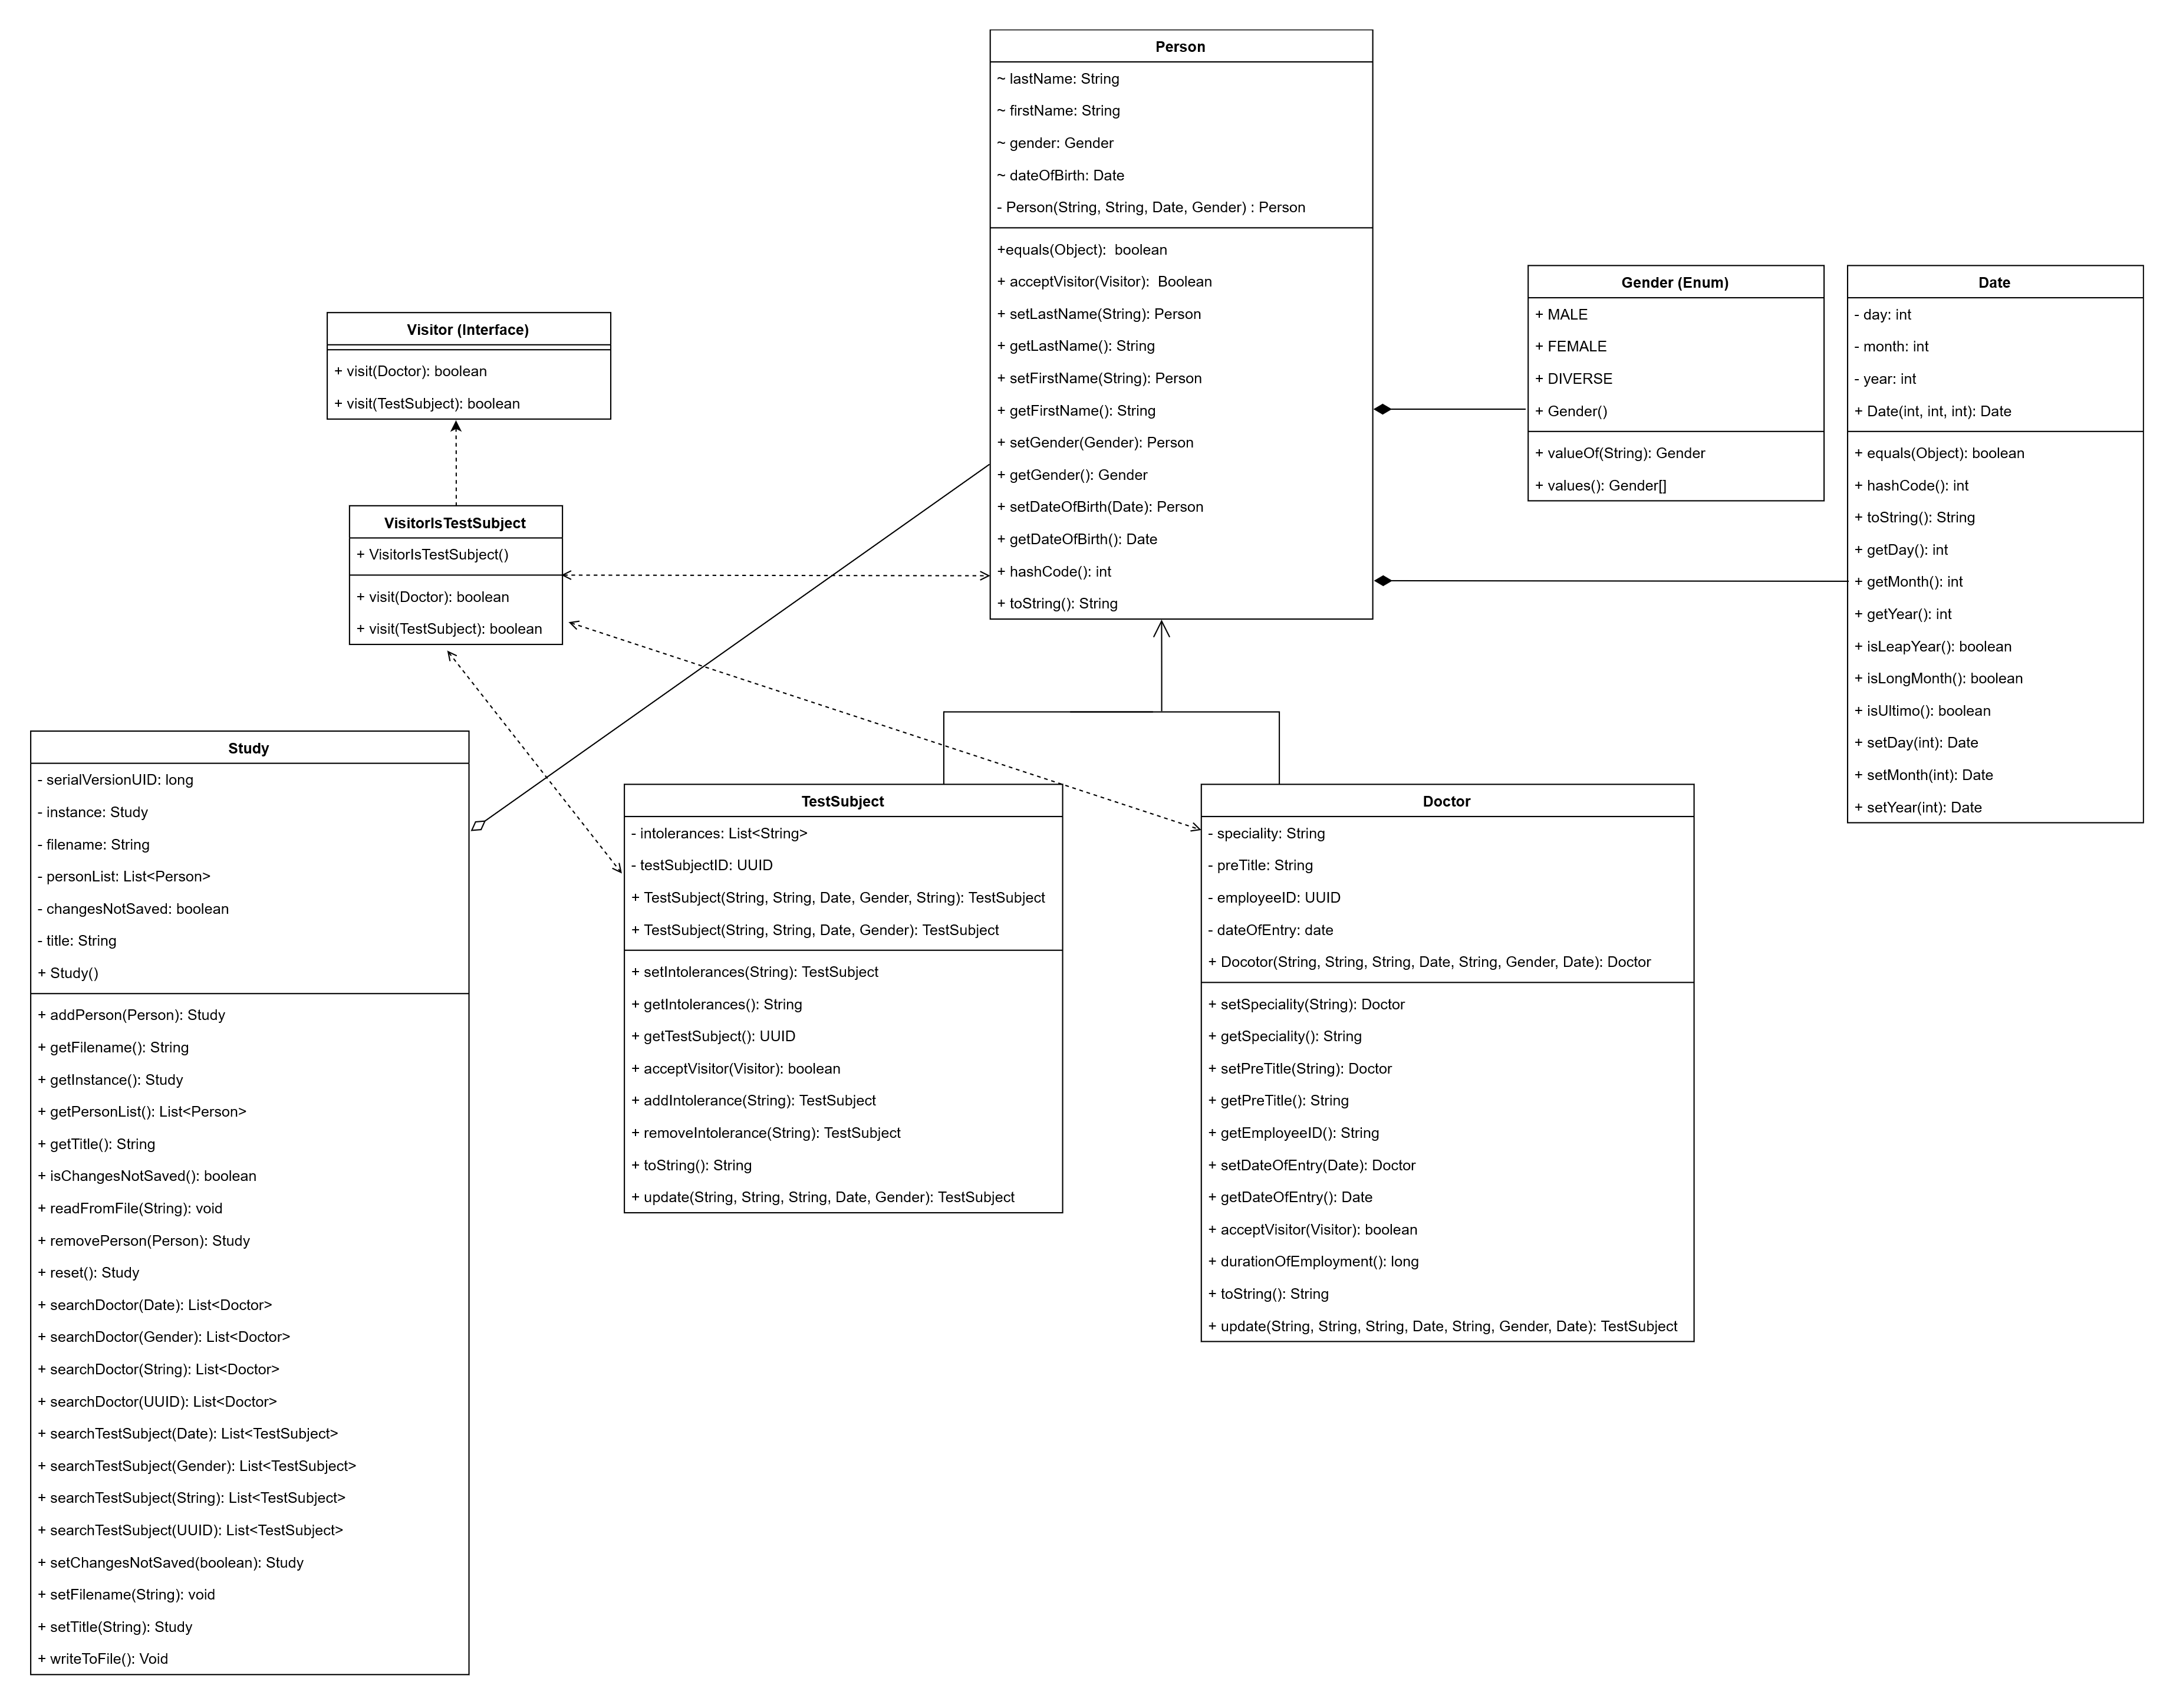 Person
~ lastName: String
~ firstName: String
~ gender: Gender
~ dateOfBirth: Date
- Person(String, String, Date, Gender) : Person
+equals(Object):  boolean
+ acceptVisitor(Visitor):  Boolean
+ setLastName(String): Person
+ getLastName(): String
+ setFirstName(String): Person
+ getFirstName(): String
+ setGender(Gender): Person
+ getGender(): Gender
+ setDateOfBirth(Date): Person
+ getDateOfBirth(): Date
+ hashCode(): int
+ toString(): String
Gender (Enum)
+ MALE
+ FEMALE
+ DIVERSE
+ Gender()
+ valueOf(String): Gender
+ values(): Gender[]
Date
- day: int
- month: int
- year: int
+ Date(int, int, int): Date
+ equals(Object): boolean
+ hashCode(): int
+ toString(): String
+ getDay(): int
+ getMonth(): int
+ getYear(): int
+ isLeapYear(): boolean
+ isLongMonth(): boolean
+ isUltimo(): boolean
+ setDay(int): Date
+ setMonth(int): Date
+ setYear(int): Date
Visitor (Interface)
+ visit(Doctor): boolean
+ visit(TestSubject): boolean
VisitorIsTestSubject
+ VisitorIsTestSubject()
+ visit(Doctor): boolean
+ visit(TestSubject): boolean
Study
- serialVersionUID: long
- instance: Study
- filename: String
- personList: List<Person>
- changesNotSaved: boolean
- title: String
+ Study()
+ addPerson(Person): Study
+ getFilename(): String
+ getInstance(): Study
+ getPersonList(): List<Person>
+ getTitle(): String
+ isChangesNotSaved(): boolean
+ readFromFile(String): void
+ removePerson(Person): Study
+ reset(): Study
+ searchDoctor(Date): List<Doctor>
+ searchDoctor(Gender): List<Doctor>
+ searchDoctor(String): List<Doctor>
+ searchDoctor(UUID): List<Doctor>
+ searchTestSubject(Date): List<TestSubject>
+ searchTestSubject(Gender): List<TestSubject>
+ searchTestSubject(String): List<TestSubject>
+ searchTestSubject(UUID): List<TestSubject>
+ setChangesNotSaved(boolean): Study
+ setFilename(String): void
+ setTitle(String): Study
+ writeToFile(): Void
TestSubject
- intolerances: List<String>
- testSubjectID: UUID
+ TestSubject(String, String, Date, Gender, String): TestSubject
+ TestSubject(String, String, Date, Gender): TestSubject
+ setIntolerances(String): TestSubject
+ getIntolerances(): String
+ getTestSubject(): UUID
+ acceptVisitor(Visitor): boolean
+ addIntolerance(String): TestSubject
+ removeIntolerance(String): TestSubject
+ toString(): String
+ update(String, String, String, Date, Gender): TestSubject
Doctor
- speciality: String
- preTitle: String
- employeeID: UUID
- dateOfEntry: date
+ Docotor(String, String, String, Date, String, Gender, Date): Doctor
+ setSpeciality(String): Doctor
+ getSpeciality(): String
+ setPreTitle(String): Doctor
+ getPreTitle(): String
+ getEmployeeID(): String
+ setDateOfEntry(Date): Doctor
+ getDateOfEntry(): Date
+ acceptVisitor(Visitor): boolean
+ durationOfEmployment(): long
+ toString(): String
+ update(String, String, String, Date, String, Gender, Date): TestSubject